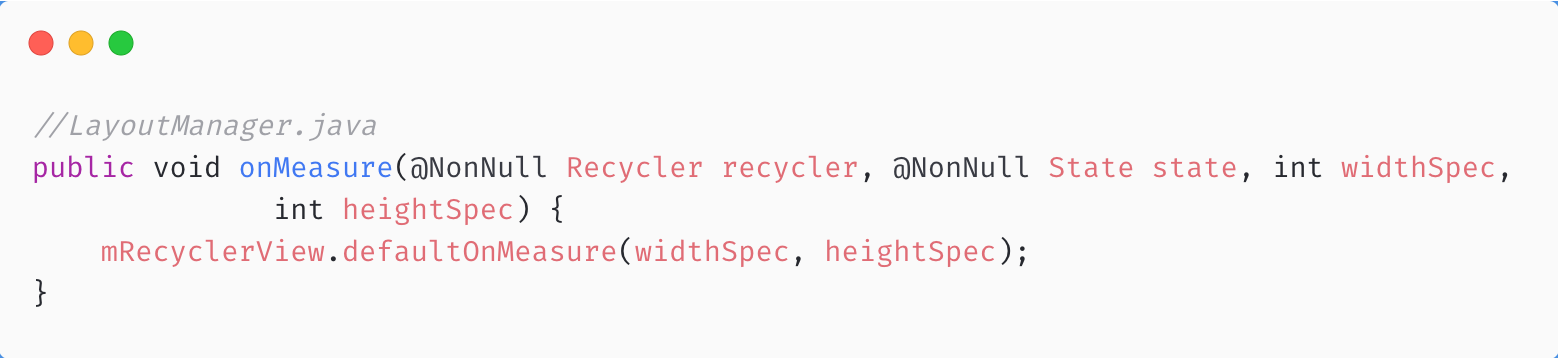 //LayoutManager.java
public void onMeasure(@NonNull Recycler recycler, @NonNull State state, int widthSpec,
int heightSpec) {
mRecyclerView.defaultOnMeasure(widthSpec, heightSpec);
}